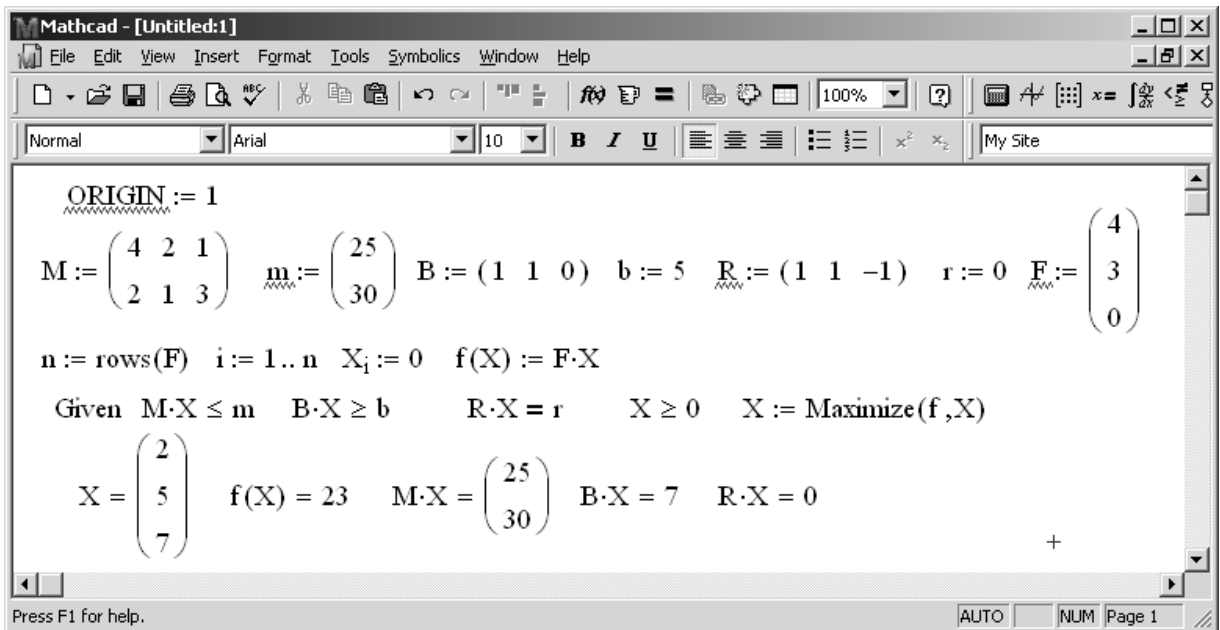 Mathcad - [Untitled:1]
File Edit View Insert Format Tools Symbolics Window Help
100%
Normal Arial 10 B I U My Site
ORIGIN := 1
M := (4 2 1; 2 1 3) m := (25; 30) B := (1 1 0) b := 5 R := (1 1 −1) r := 0 F := (4; 3; 0)
n := rows(F) i := 1 .. n Xᵢ := 0 f(X) := F·X
Given M·X ≤ m B·X ≥ b R·X = r X ≥ 0 X := Maximize(f ,X)
X = (2; 5; 7) f(X) = 23 M·X = (25; 30) B·X = 7 R·X = 0
Press F1 for help. AUTO NUM Page 1